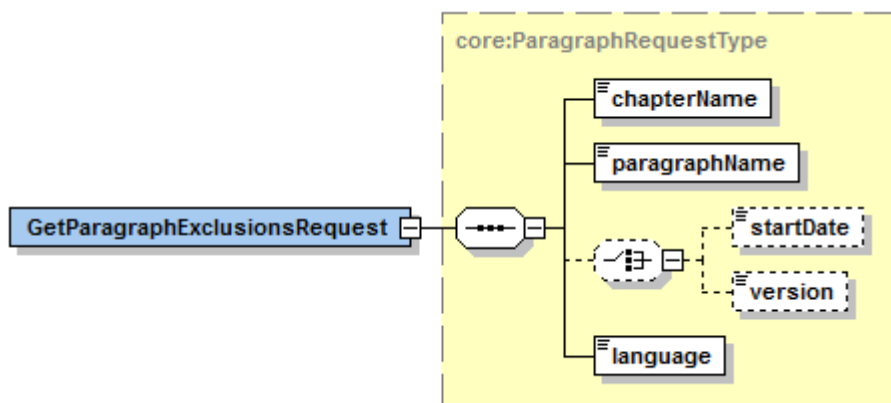 core:ParagraphRequestType
chapterName
paragraphName
GetParagraphExclusionsRequest
startDate
version
language